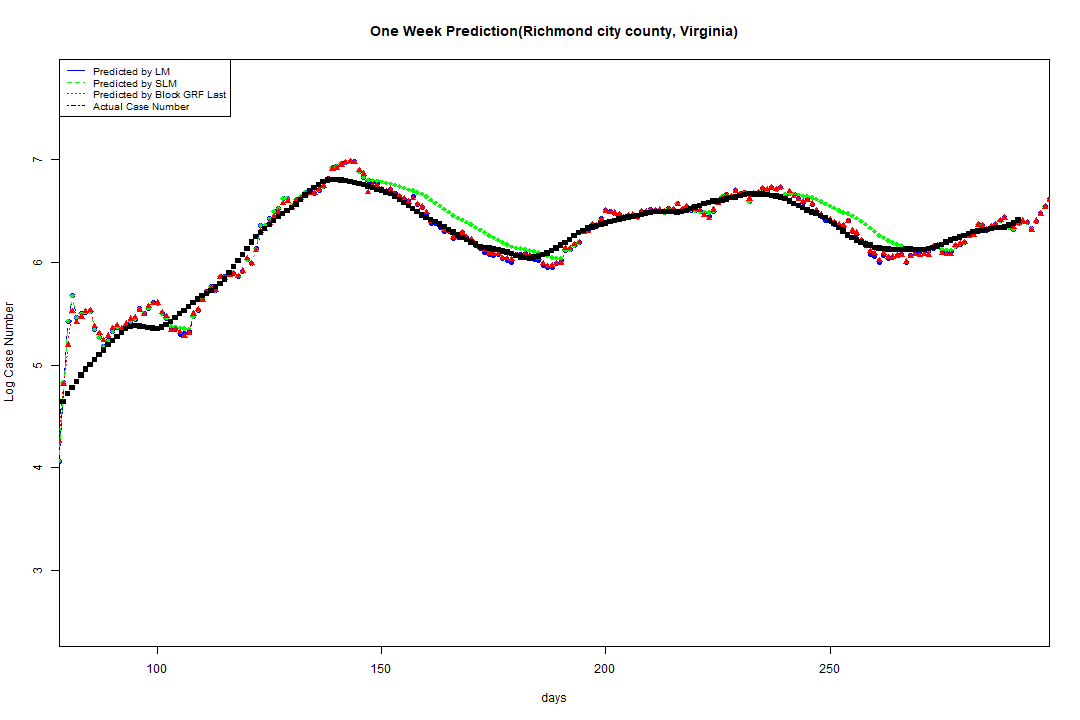 One Week Prediction(Richmond city county, Virginia)
Predicted by LM
Predicted by SLM
Predicted by Block GRF Last
Actual Case Number
7
6
5
4
3
Log Case Number
100
150
200
250
days